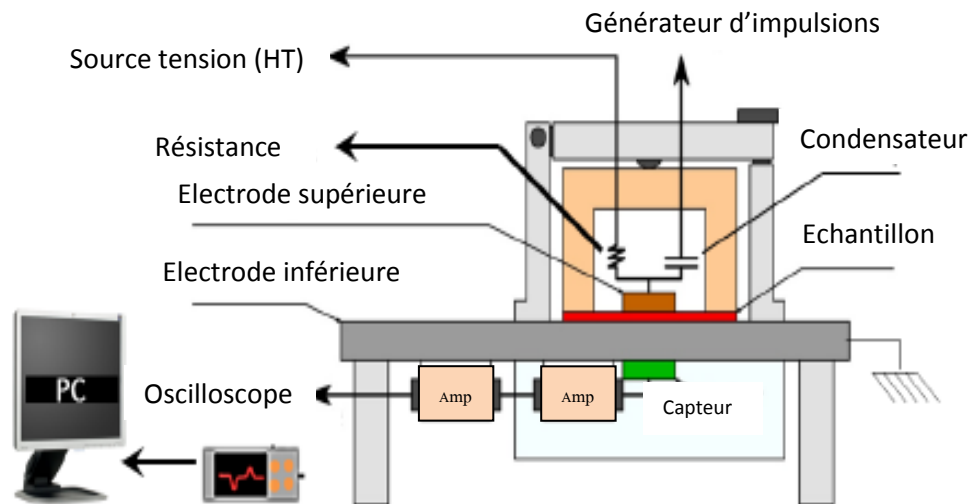 Générateur d’impulsions
Source tension (HT)
Condensateur
Résistance
Electrode supérieure
Echantillon
Electrode inférieure
PC
Oscilloscope
Amp
Amp
Capteur